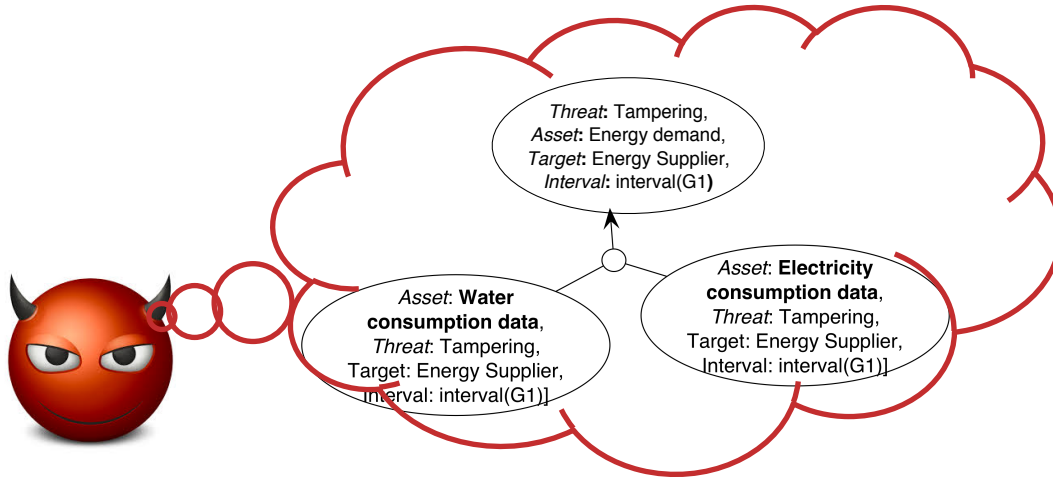 Threat: Tampering,
Asset: Energy demand,
Target: Energy Supplier,
Interval: interval(G1)
Asset: Water
consumption data,
Threat: Tampering,
Target: Energy Supplier,
Interval: interval(G1)]
Asset: Electricity
consumption data,
Threat: Tampering,
Target: Energy Supplier,
Interval: interval(G1)]